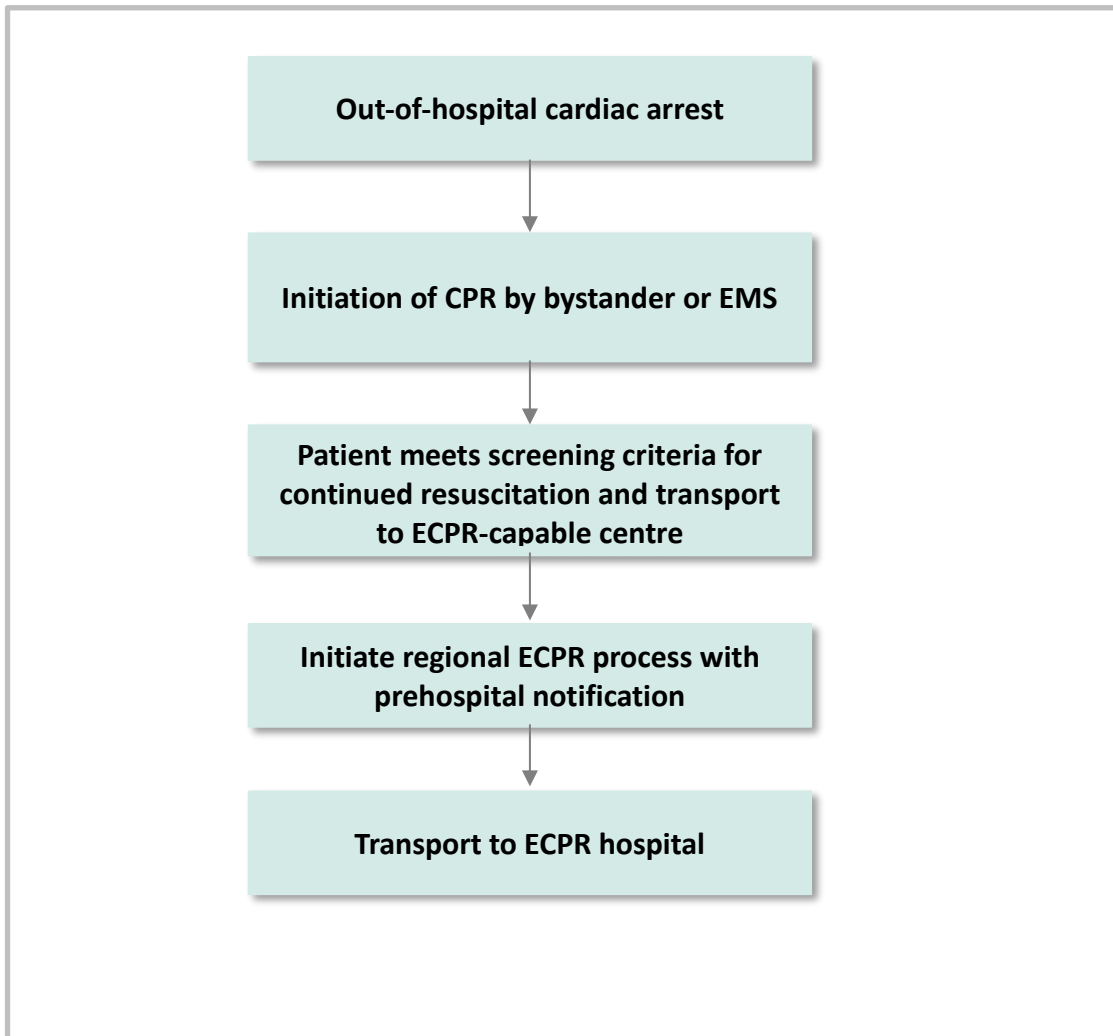 Out-of-hospital cardiac arrest
Initiation of CPR by bystander or EMS
Patient meets screening criteria for
continued resuscitation and transport
to ECPR-capable centre
Initiate regional ECPR process with
prehospital notification
Transport to ECPR hospital